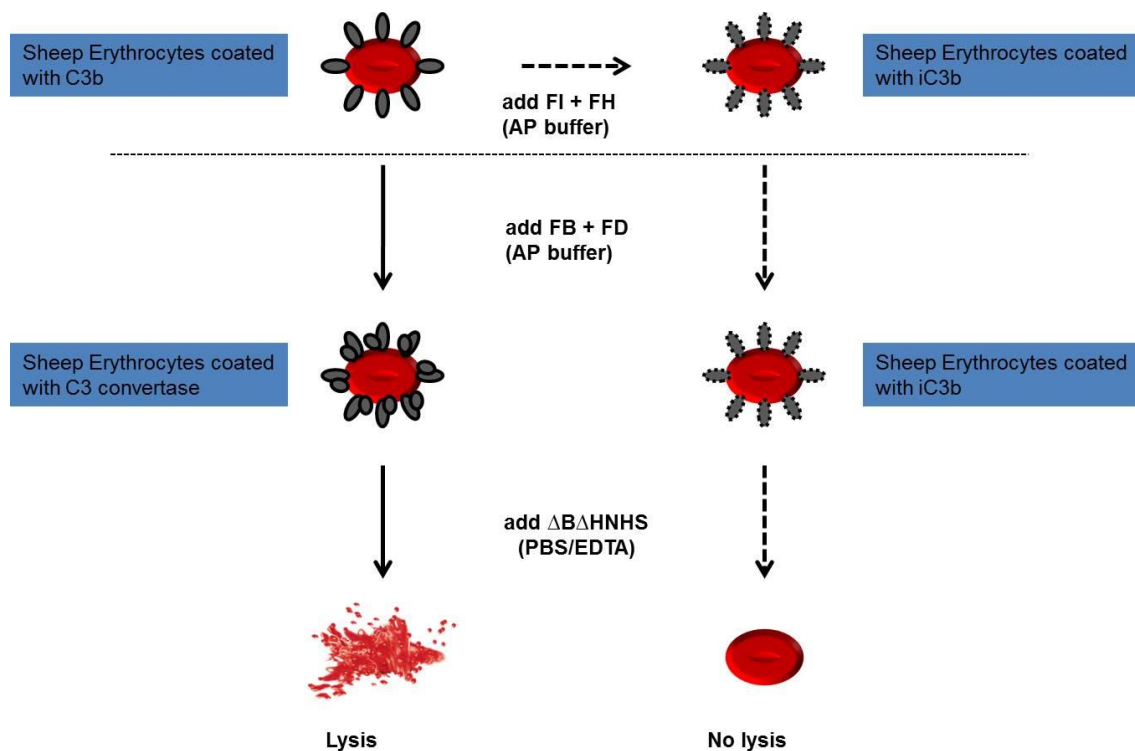 Sheep Erythrocytes coated
with C3b
add FI + FH
(AP buffer)
Sheep Erythrocytes coated
with iC3b
add FB + FD
(AP buffer)
Sheep Erythrocytes coated
with C3 convertase
Sheep Erythrocytes coated
with iC3b
add ∆B∆HNHS
(PBS/EDTA)
Lysis
No lysis